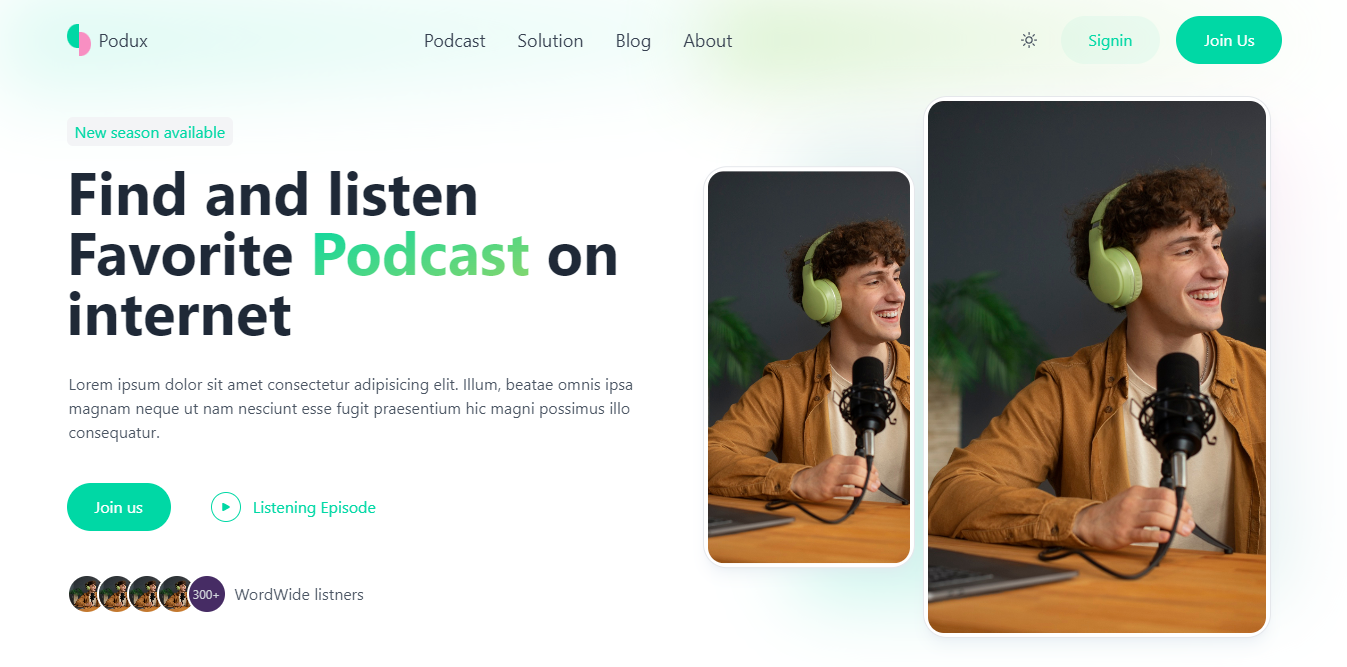 Podux
Podcast
Solution
Blog
About
Signin
Join Us
New season available
Find and listen
Favorite Podcast on
internet
Lorem ipsum dolor sit amet consectetur adipisicing elit. Illum, beatae omnis ipsa
magnam neque ut nam nesciunt esse fugit praesentium hic magni possimus illo
consequatur.
Join us
Listening Episode
300+
WordWide listners